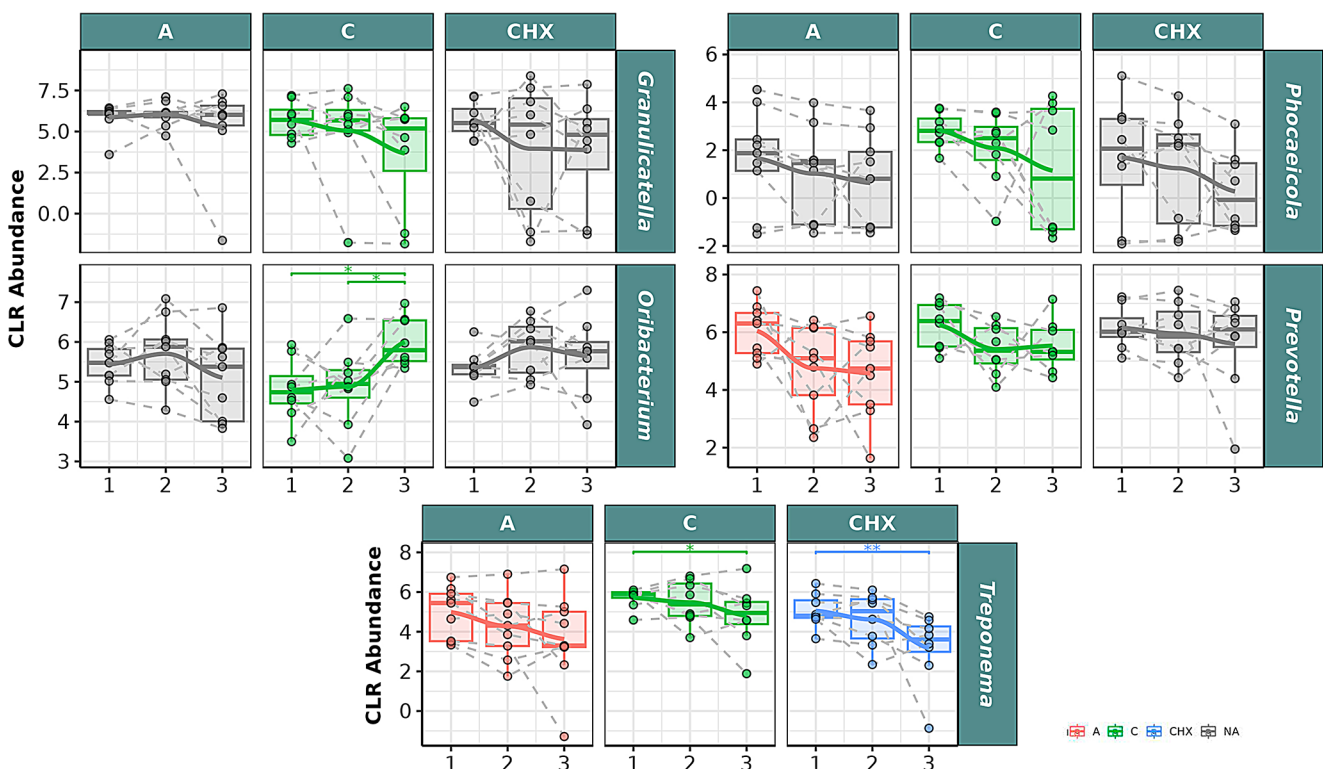 A C CHX A C CHX
CLR Abundance
7.5
5.0
2.5
0.0
Granulicatella
6
4
2
0
-2
Phocaeicola
7
6
5
4
3
* *
Oribacterium
8
6
4
2
Prevotella
1 2 3 1 2 3 1 2 3 1 2 3 1 2 3 1 2 3
A C CHX
CLR Abundance
8
6
4
2
0
* **
Treponema
1 2 3 1 2 3 1 2 3
A C CHX NA